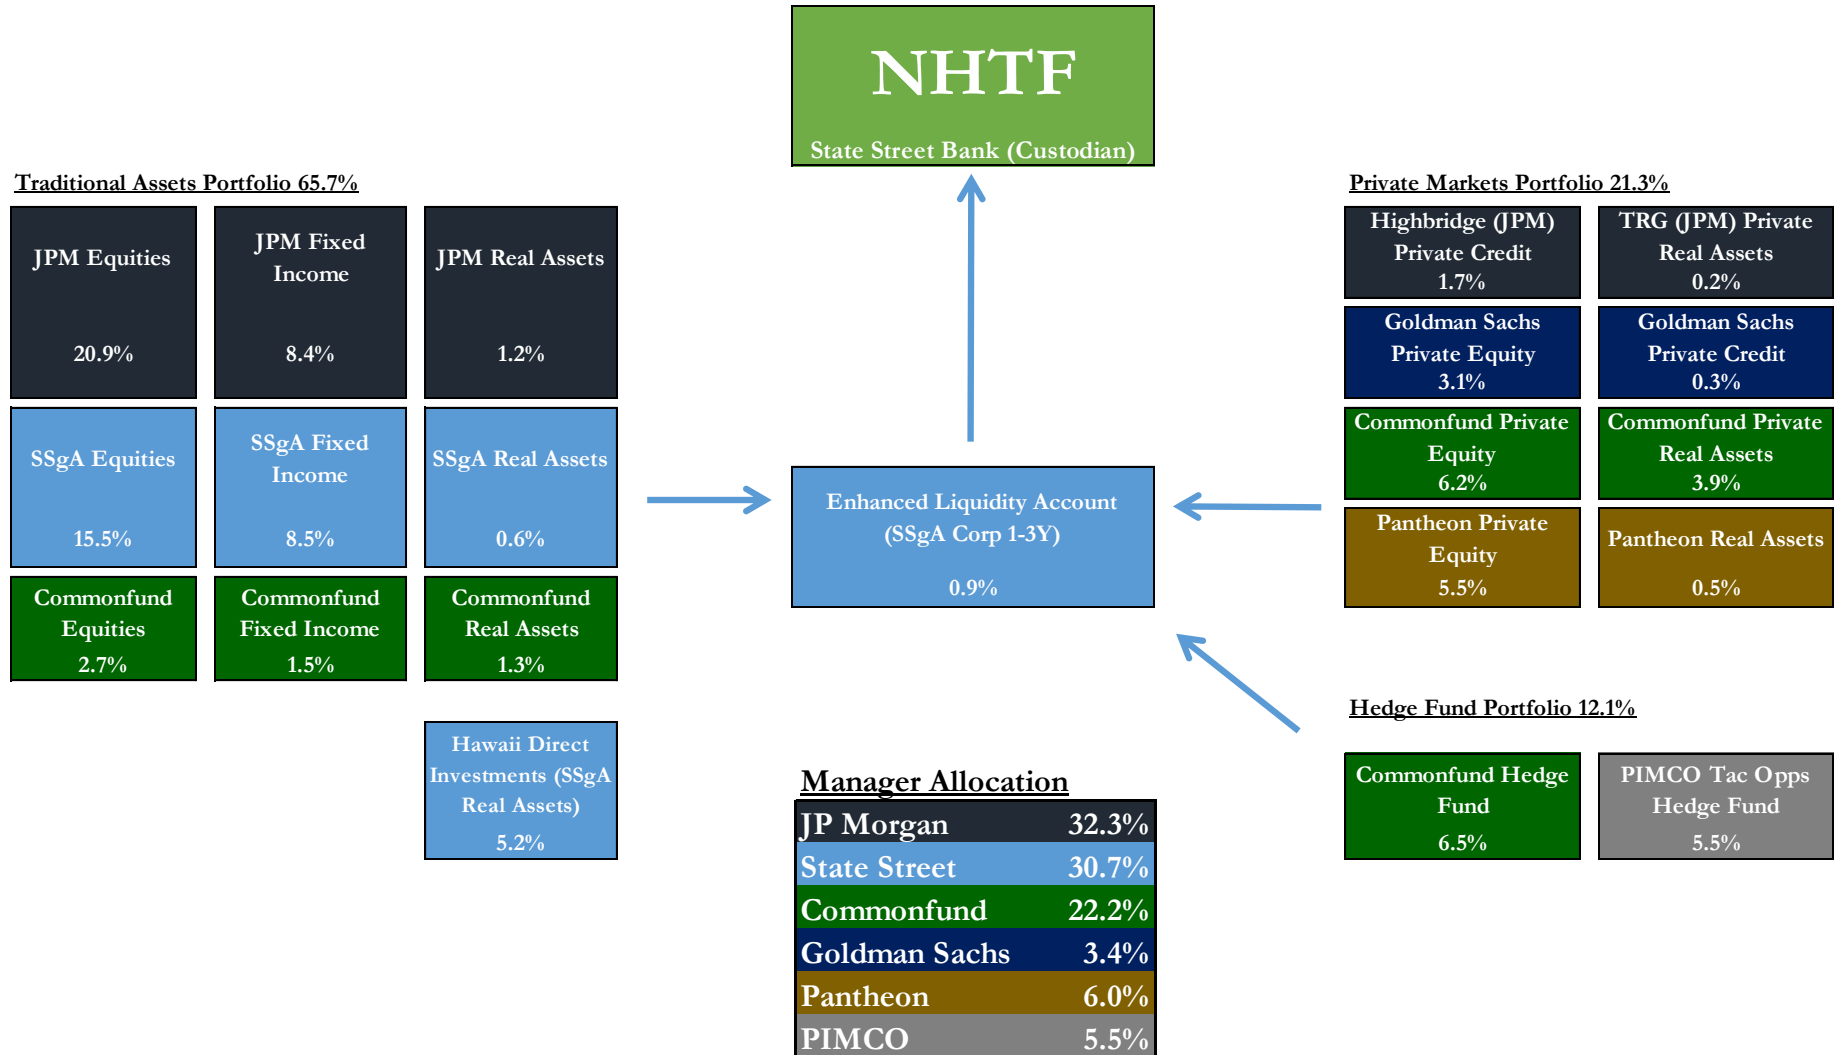 NHTF
State Street Bank (Custodian)
Traditional Assets Portfolio 65.7%
JPM Equities
20.9%
JPM Fixed
Income
8.4%
JPM Real Assets
1.2%
SSgA Equities
15.5%
SSgA Fixed
Income
8.5%
SSgA Real Assets
0.6%
Commonfund
Equities
2.7%
Commonfund
Fixed Income
1.5%
Commonfund
Real Assets
1.3%
Hawaii Direct
Investments (SSgA
Real Assets)
5.2%
Enhanced Liquidity Account
(SSgA Corp 1-3Y)
0.9%
Private Markets Portfolio 21.3%
Highbridge (JPM)
Private Credit
1.7%
TRG (JPM) Private
Real Assets
0.2%
Goldman Sachs
Private Equity
3.1%
Goldman Sachs
Private Credit
0.3%
Commonfund Private
Equity
6.2%
Commonfund Private
Real Assets
3.9%
Pantheon Private
Equity
5.5%
Pantheon Real Assets
0.5%
Hedge Fund Portfolio 12.1%
Commonfund Hedge
Fund
6.5%
PIMCO Tac Opps
Hedge Fund
5.5%
Manager Allocation
JP Morgan 32.3%
State Street 30.7%
Commonfund 22.2%
Goldman Sachs 3.4%
Pantheon 6.0%
PIMCO 5.5%